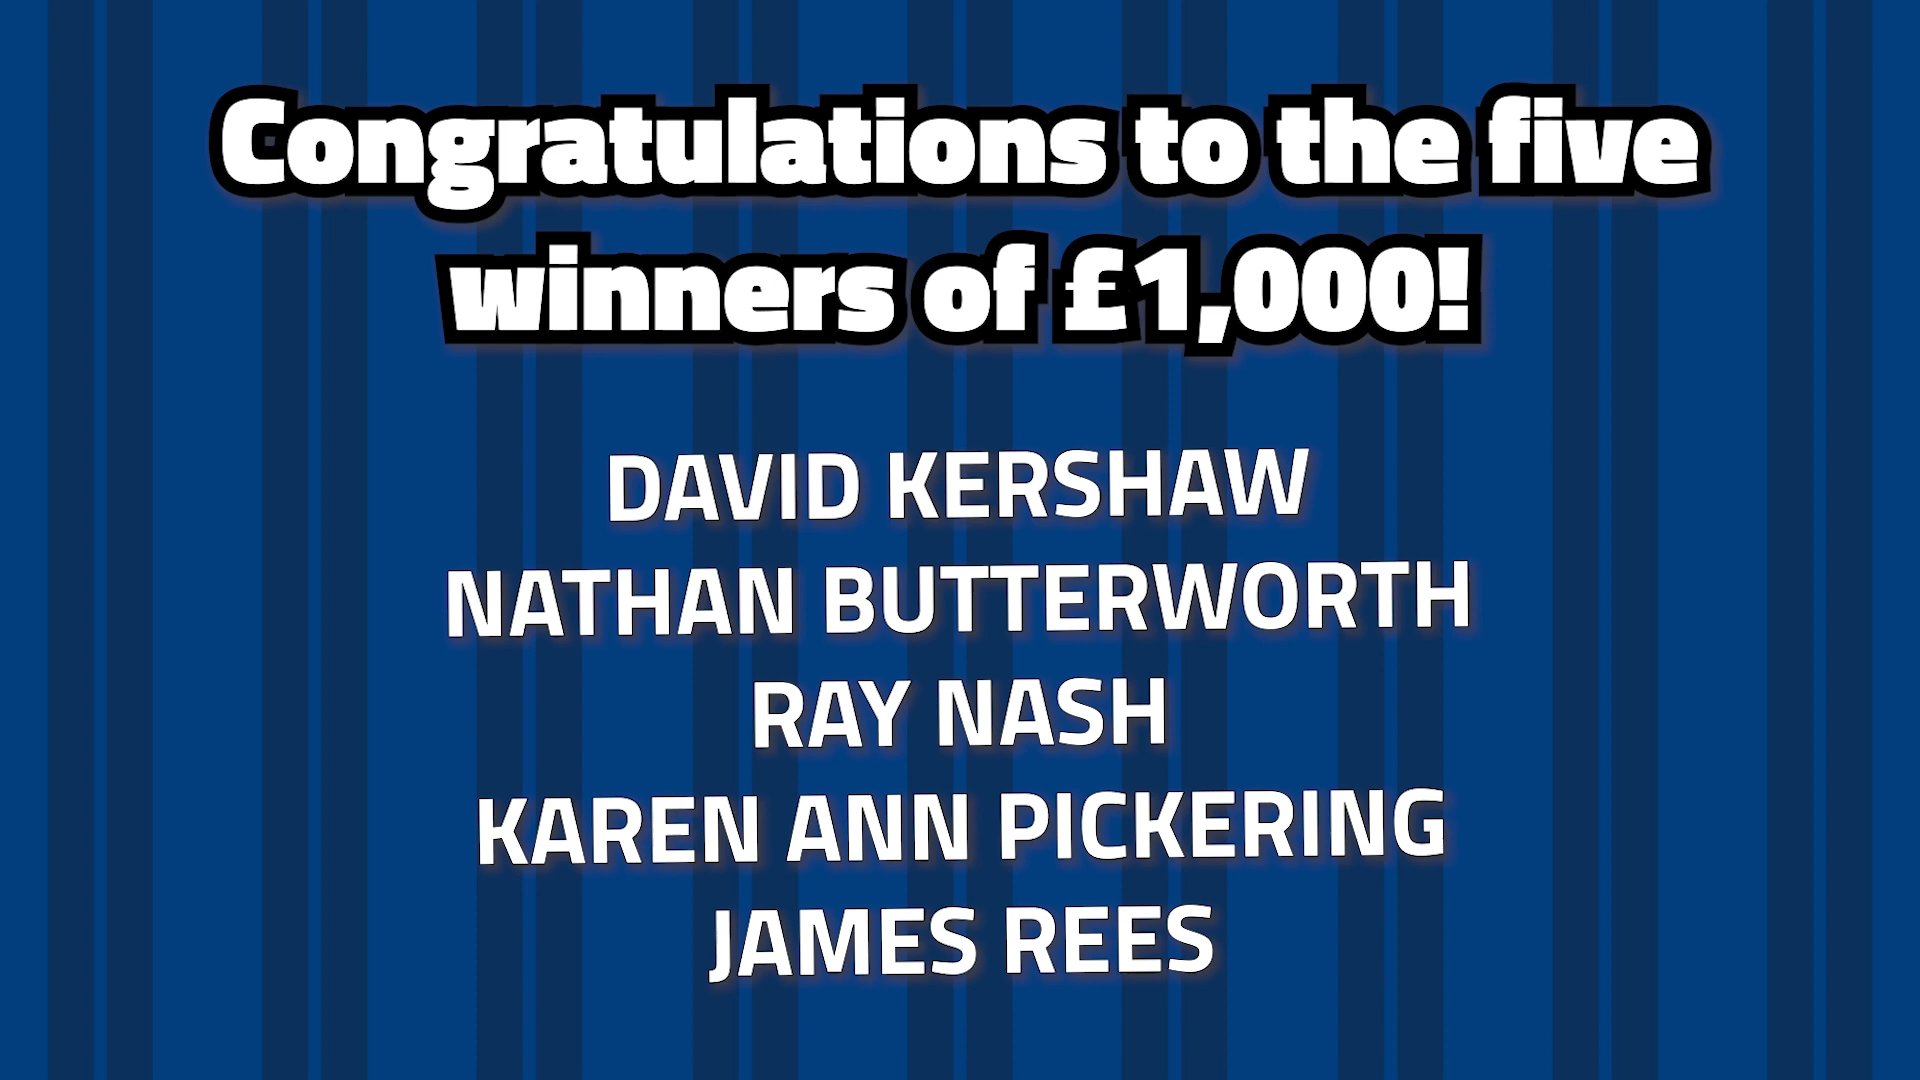 Congratulations to the five
winners of £1,000!
DAVID KERSHAW
NATHAN BUTTERWORTH
RAY NASH
KAREN ANN PICKERING
JAMES REES